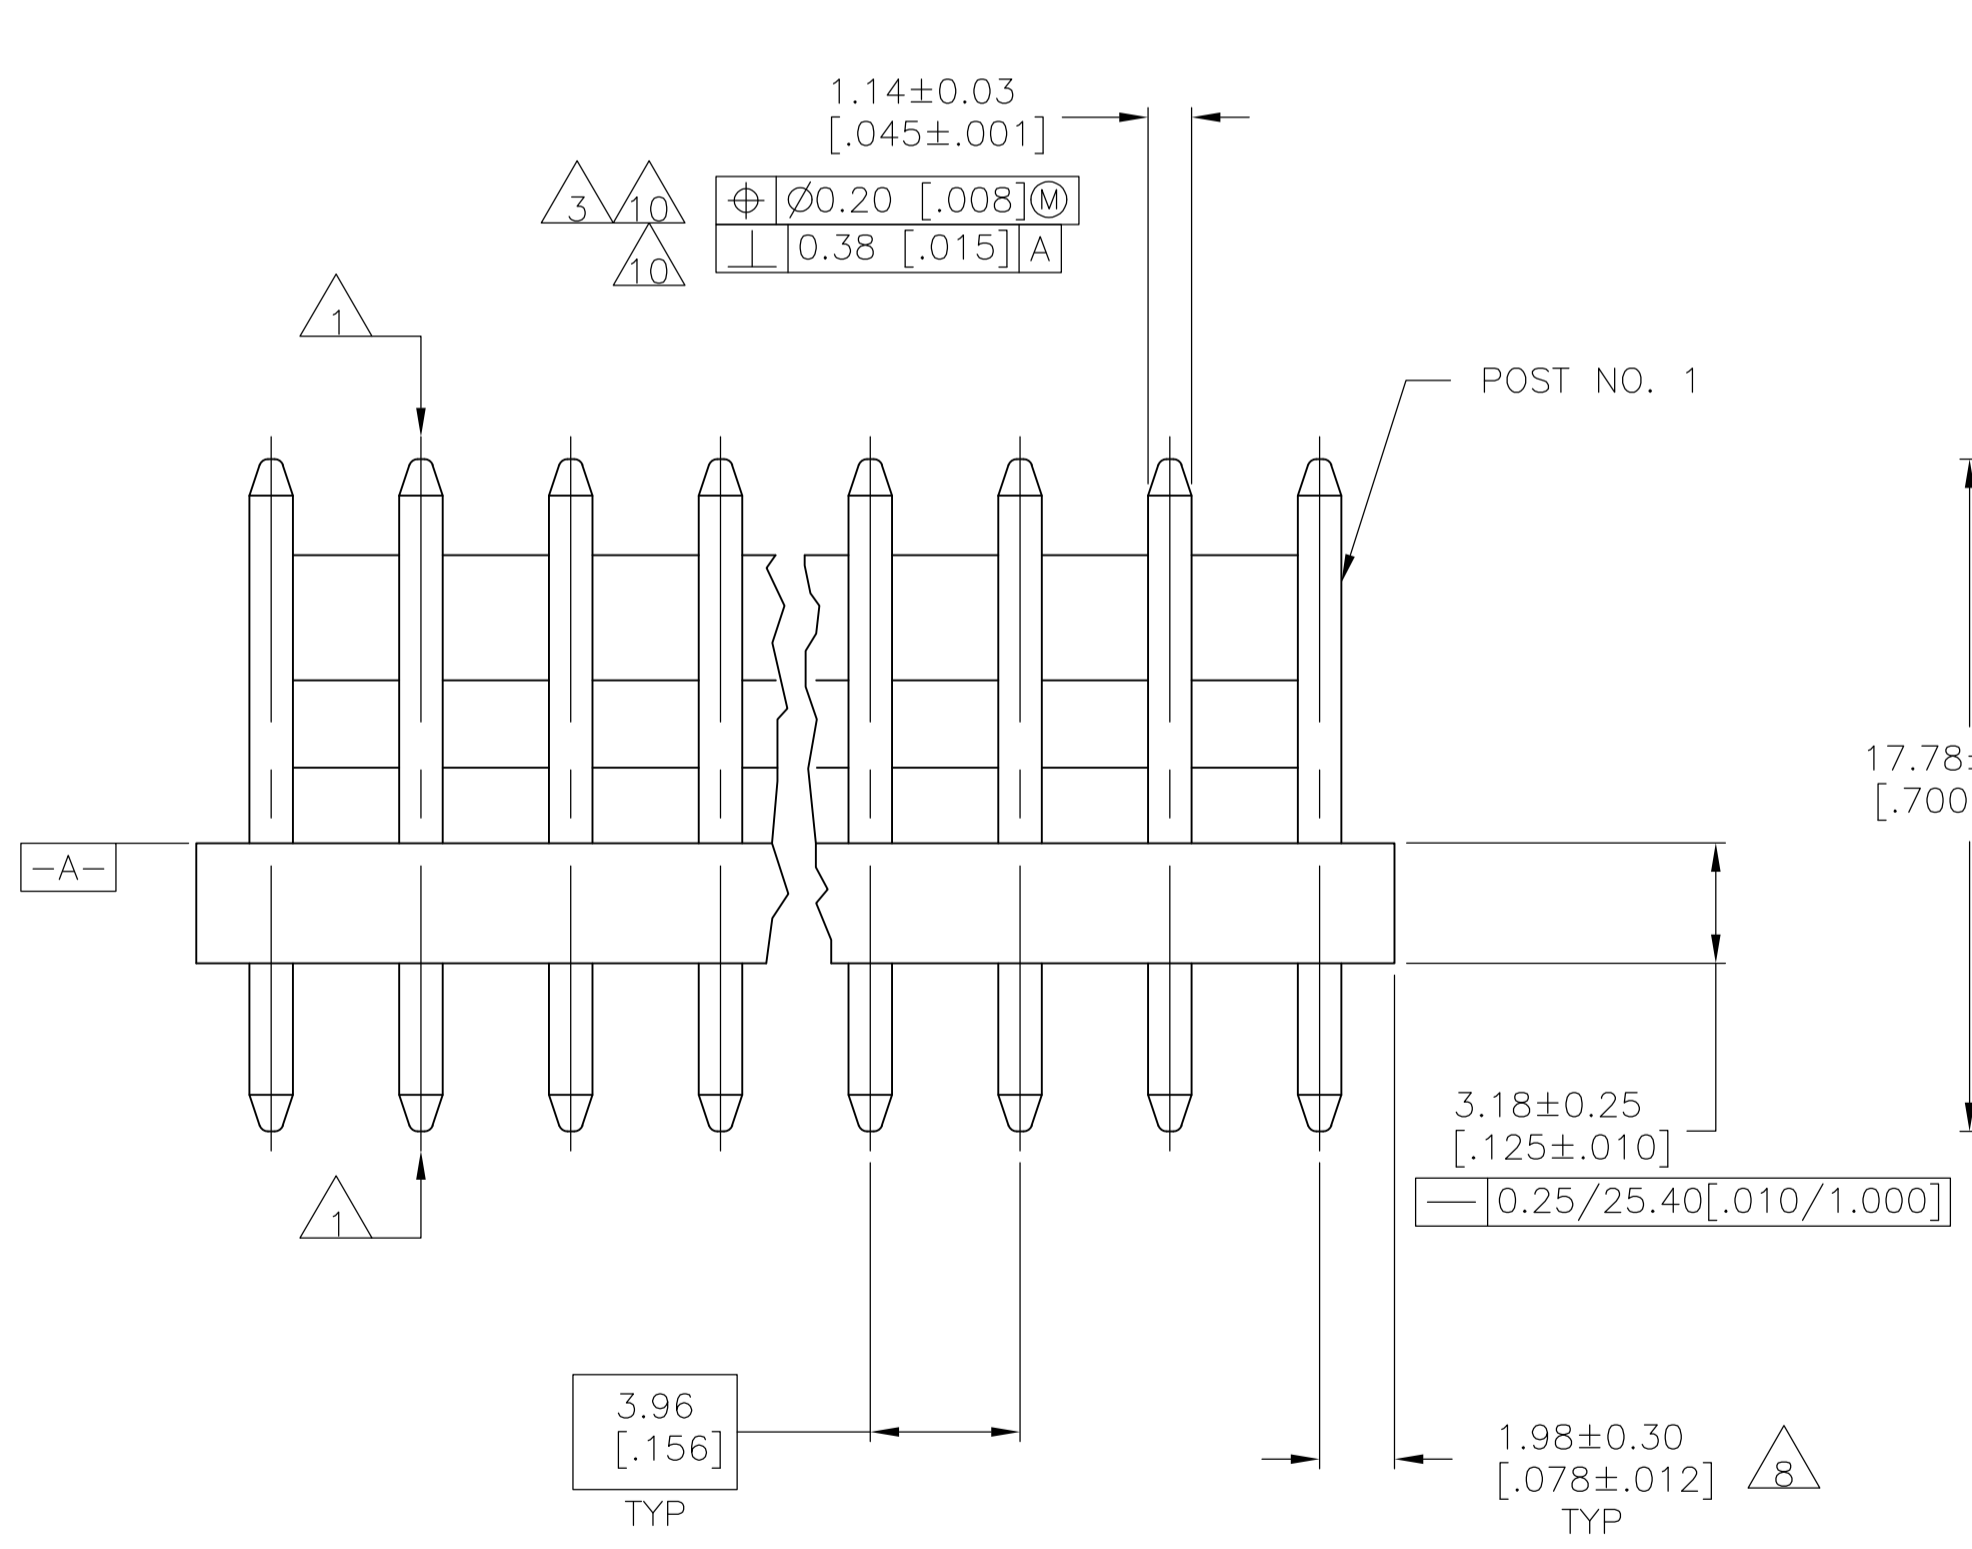 1.14±0.03
[.045±.001]
3 10 ⌖ ⌀0.20 [.008]Ⓜ
10 ⊥ 0.38 [.015] A
1
POST NO. 1
17.78±
[.700
-A-
3.18±0.25
[.125±.010]
— 0.25/25.40[.010/1.000]
1
3.96
[.156]
TYP
1.98±0.30
[.078±.012]
TYP
8